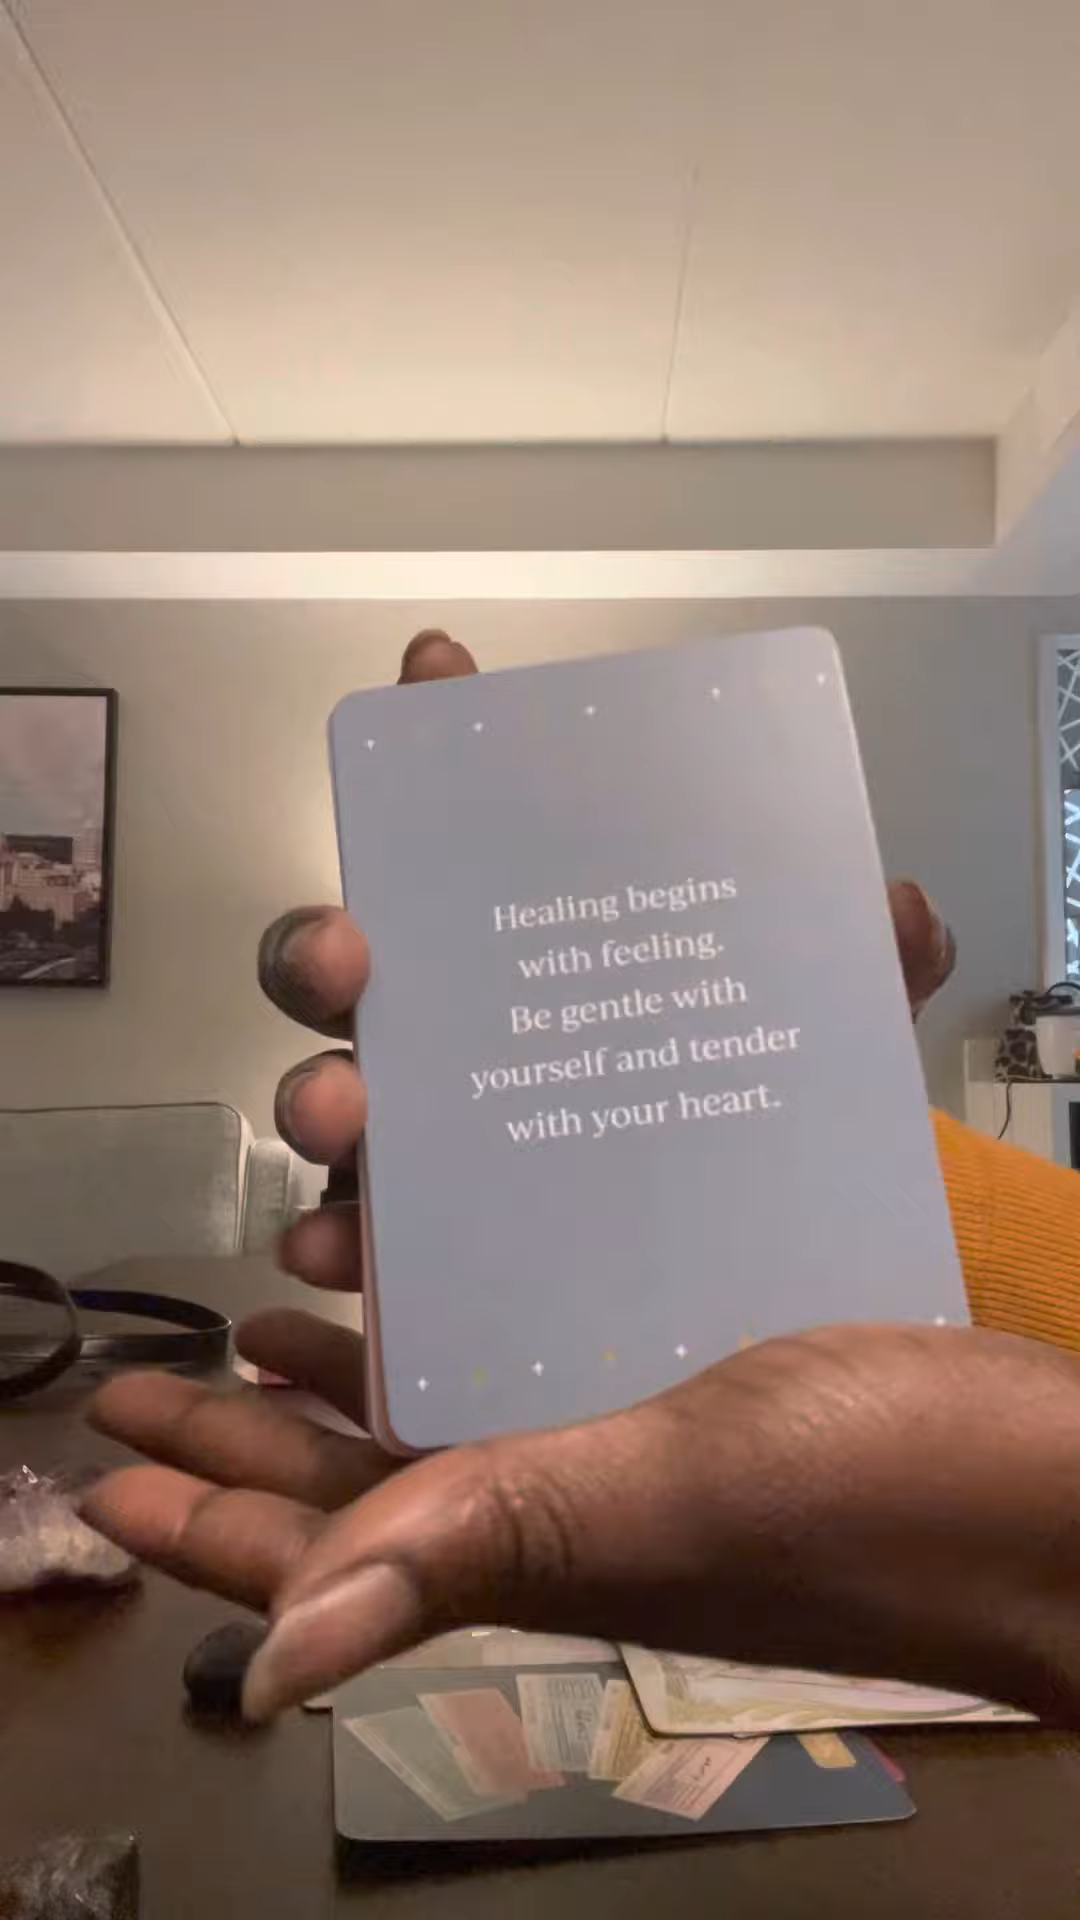 Healing begins
with feeling.
Be gentle with
yourself and tender
with your heart.